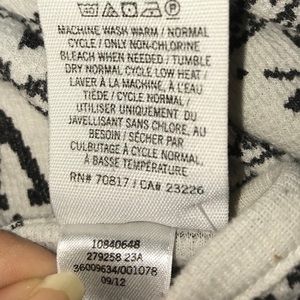 MACHINE WASH WARM / NORMAL
CYCLE / ONLY NON-CHLORINE
BLEACH WHEN NEEDED / TUMBLE
DRY NORMAL CYCLE LOW HEAT /
LAVER À LA MACHINE, À L'EAU
TIÈDE / CYCLE NORMAL /
UTILISER UNIQUEMENT DU
JAVELLISANT SANS CHLORE, AU
BESOIN / SÉCHER PAR
CULBUTAGE À CYCLE NORMAL,
À BASSE TEMPÉRATURE
RN# 70817 / CA# 23226
10840648
279258 23A
36009634/001078
09/12